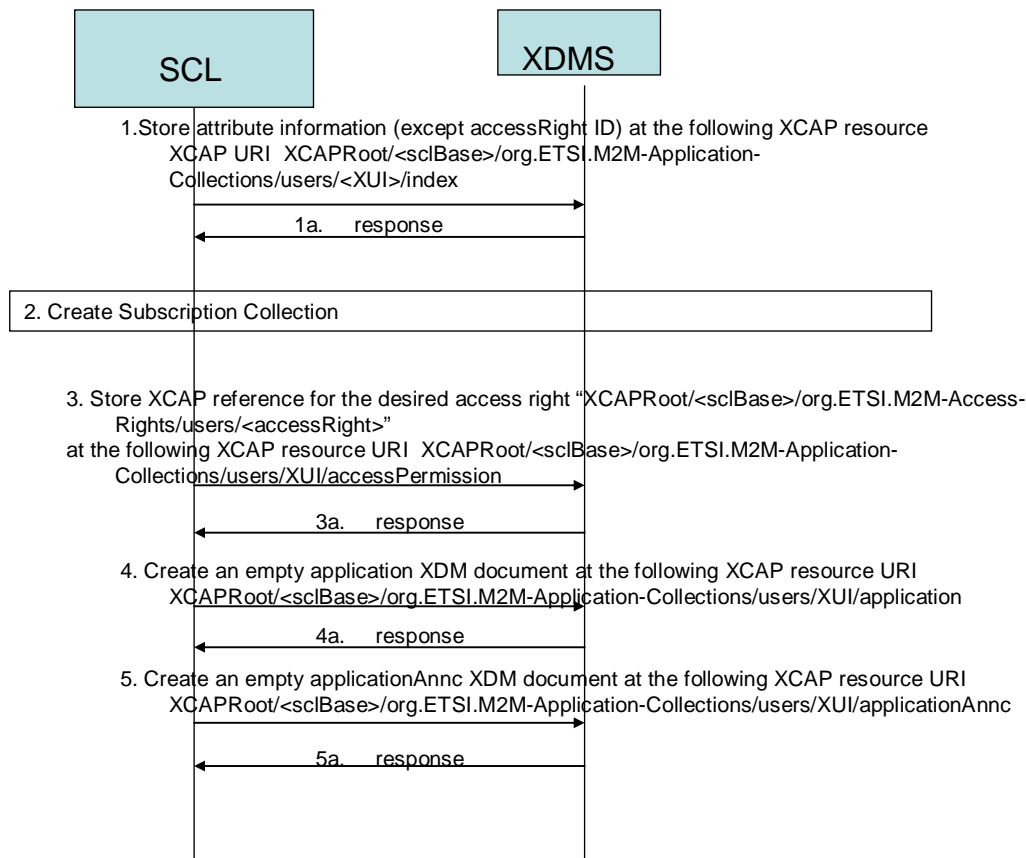 SCL
XDMS
1.Store attribute information (except accessRight ID) at the following XCAP resource
XCAP URI XCAPRoot/<sclBase>/org.ETSI.M2M-Application-
Collections/users/<XUI>/index
1a. response
2. Create Subscription Collection
3. Store XCAP reference for the desired access right “XCAPRoot/<sclBase>/org.ETSI.M2M-Access-
Rights/users/<accessRight>”
at the following XCAP resource URI XCAPRoot/<sclBase>/org.ETSI.M2M-Application-
Collections/users/XUI/accessPermission
3a. response
4. Create an empty application XDM document at the following XCAP resource URI
XCAPRoot/<sclBase>/org.ETSI.M2M-Application-Collections/users/XUI/application
4a. response
5. Create an empty applicationAnnc XDM document at the following XCAP resource URI
XCAPRoot/<sclBase>/org.ETSI.M2M-Application-Collections/users/XUI/applicationAnnc
5a. response